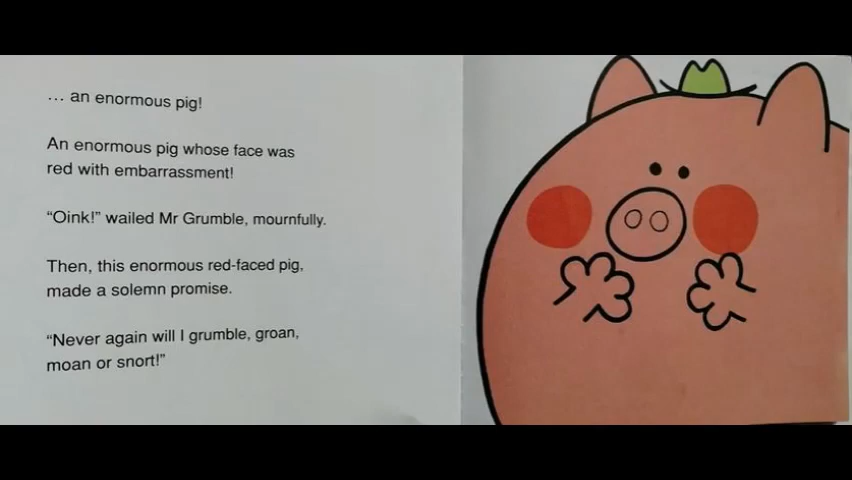 ... an enormous pig!
An enormous pig whose face was
red with embarrassment!
“Oink!” wailed Mr Grumble, mournfully.
Then, this enormous red-faced pig,
made a solemn promise.
“Never again will I grumble, groan,
moan or snort!”